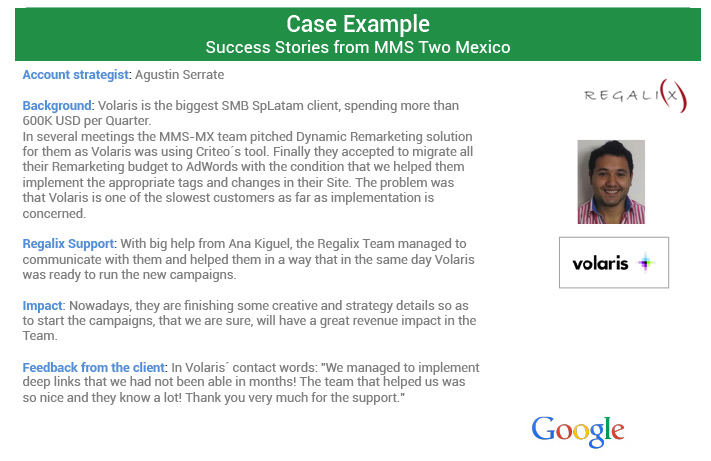 Case Example
Success Stories from MMS Two Mexico
Account strategist: Agustin Serrate
Background: Volaris is the biggest SMB SpLatam client, spending more than
600K USD per Quarter.
In several meetings the MMS-MX team pitched Dynamic Remarketing solution
for them as Volaris was using Criteo´s tool. Finally they accepted to migrate all
their Remarketing budget to AdWords with the condition that we helped them
implement the appropriate tags and changes in their Site. The problem was
that Volaris is one of the slowest customers as far as implementation is
concerned.
Regalix Support: With big help from Ana Kiguel, the Regalix Team managed to
communicate with them and helped them in a way that in the same day Volaris
was ready to run the new campaigns.
Impact: Nowadays, they are finishing some creative and strategy details so as
to start the campaigns, that we are sure, will have a great revenue impact in the
Team.
Feedback from the client: In Volaris´ contact words: "We managed to implement
deep links that we had not been able in months! The team that helped us was
so nice and they know a lot! Thank you very much for the support."
REGALI(X)
volaris
Google